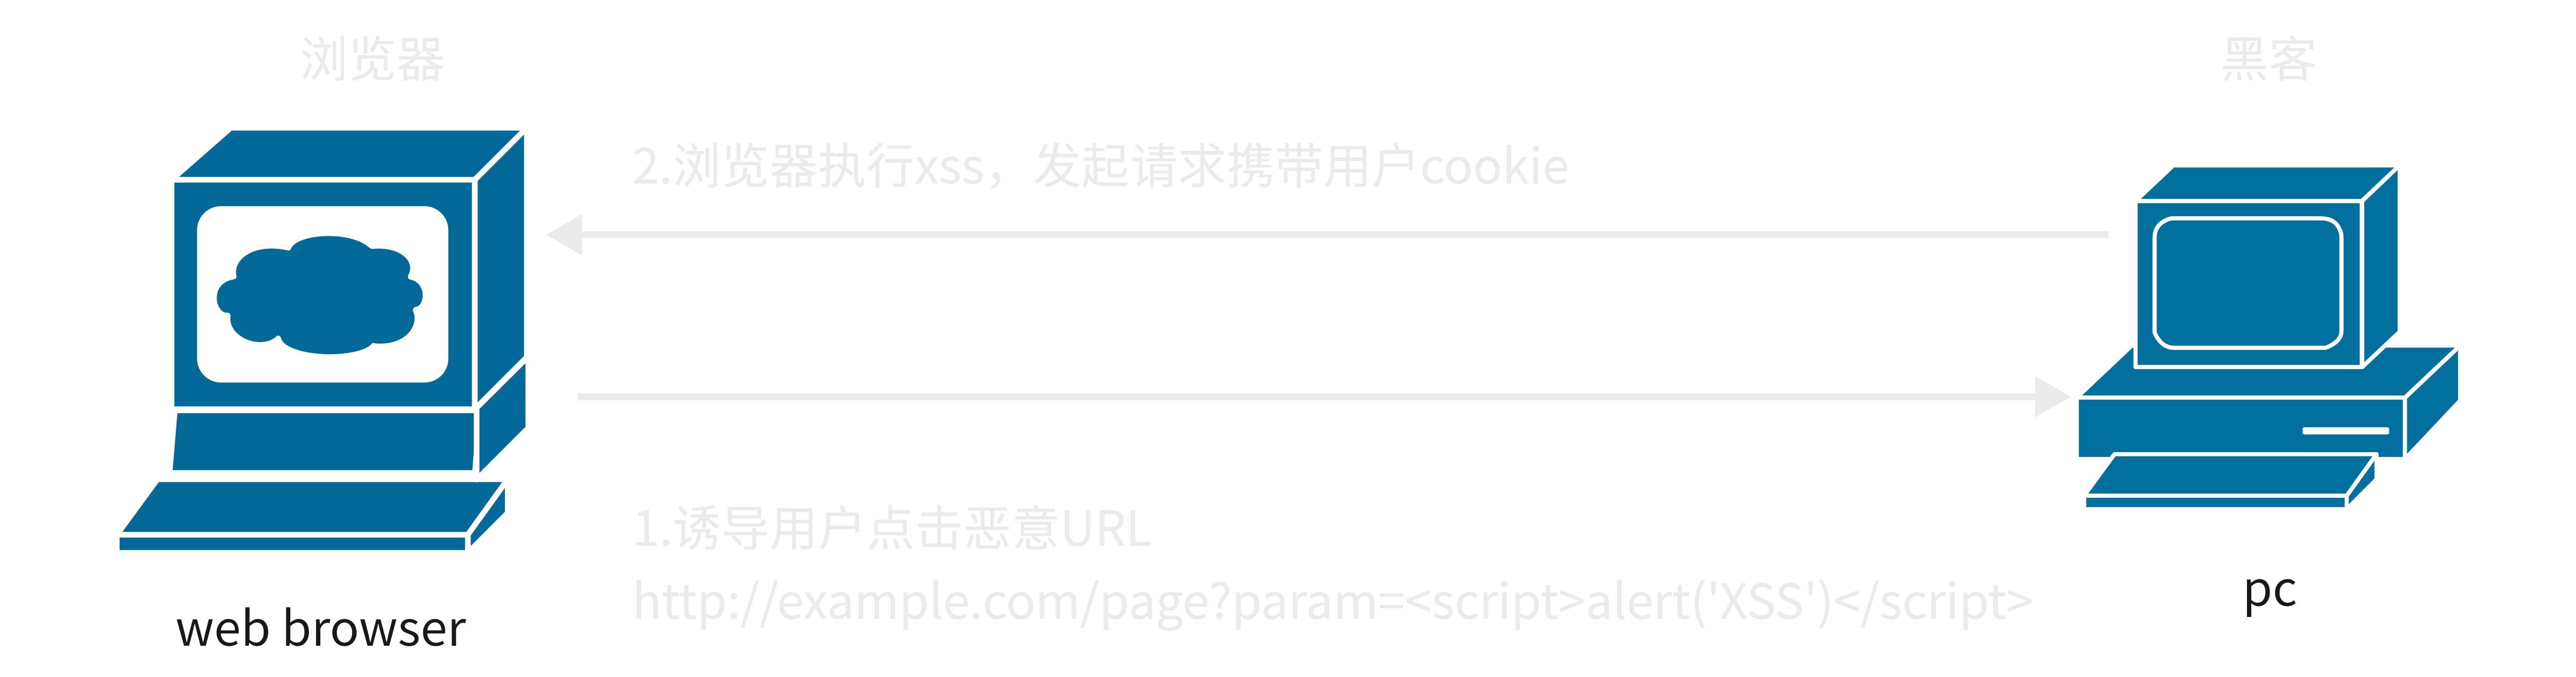 浏览器
黑客
2.浏览器执行xss，发起请求携带用户cookie
1.诱导用户点击恶意URL
http://example.com/page?param=<script>alert('XSS')</script>
web browser
pc